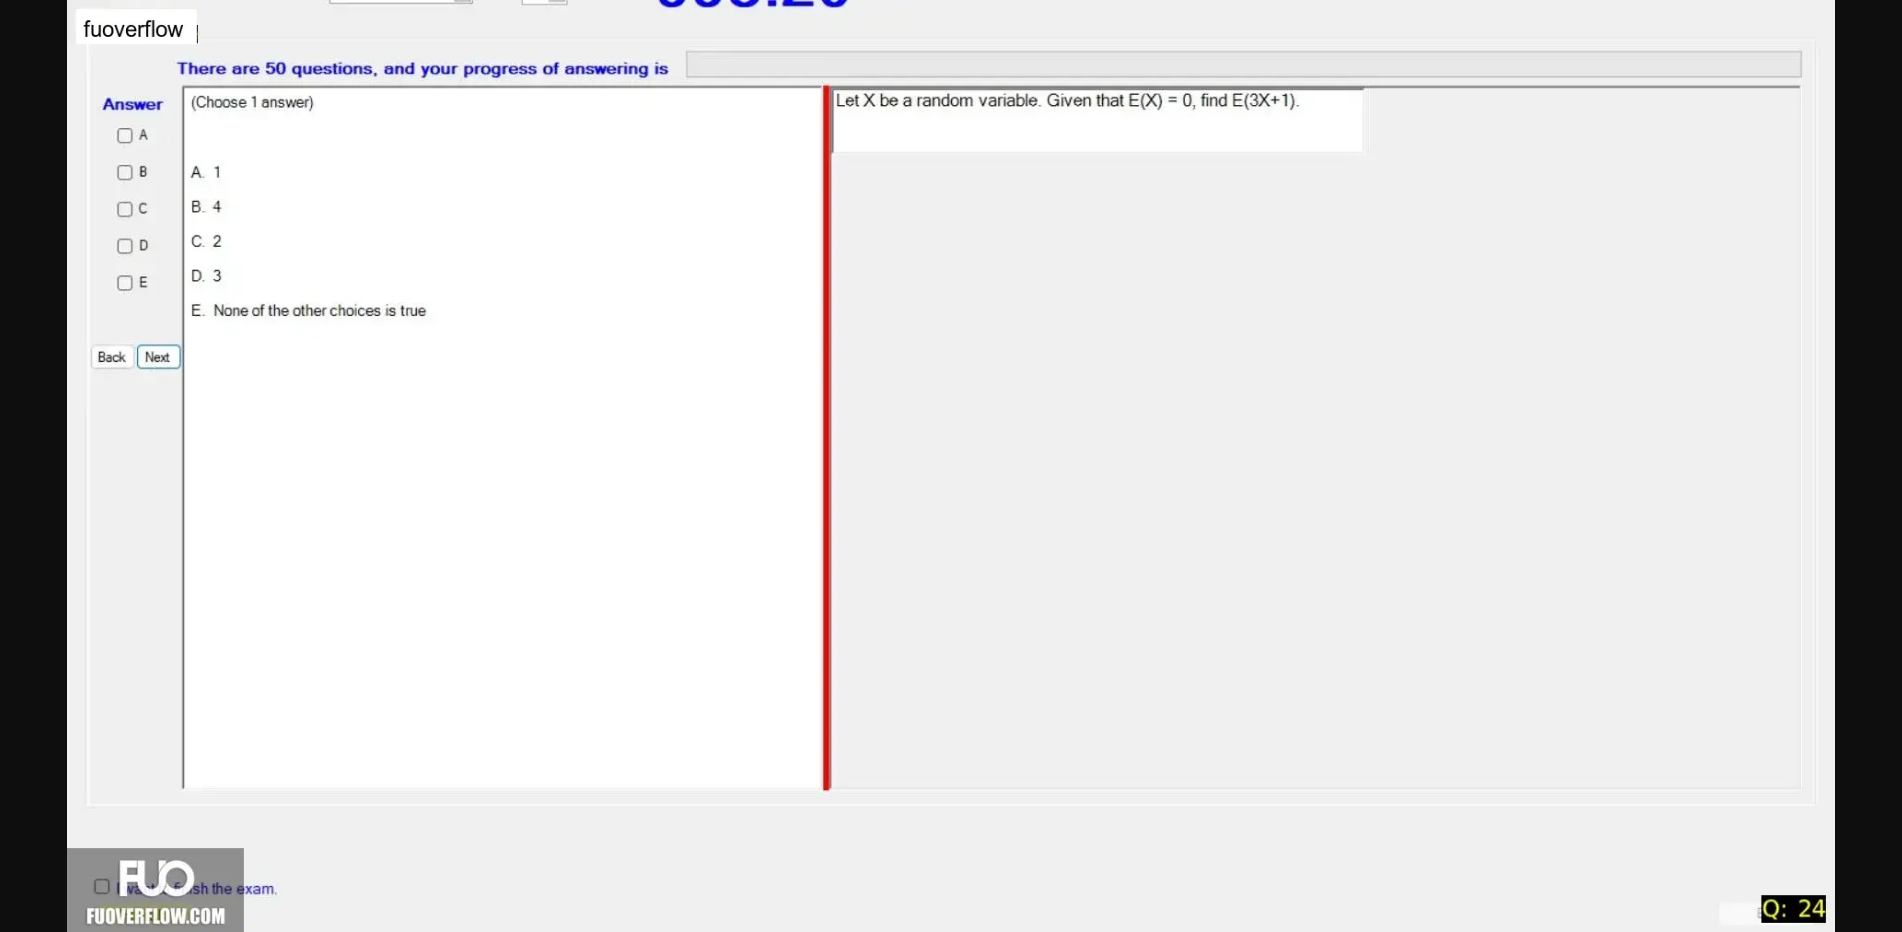 fuoverflow
There are 50 questions, and your progress of answering is
Answer
A
B
C
D
E
Back
Next
(Choose 1 answer)
A. 1
B. 4
C. 2
D. 3
E. None of the other choices is true
Let X be a random variable. Given that E(X) = 0, find E(3X+1).
the exam.
FUO
FUOVERFLOW.COM
Q: 24